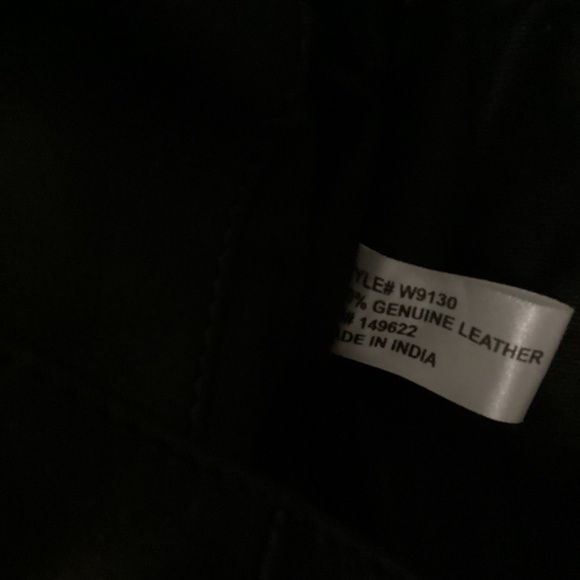 YLE# W9130
% GENUINE LEATHER
# 149622
ADE IN INDIA